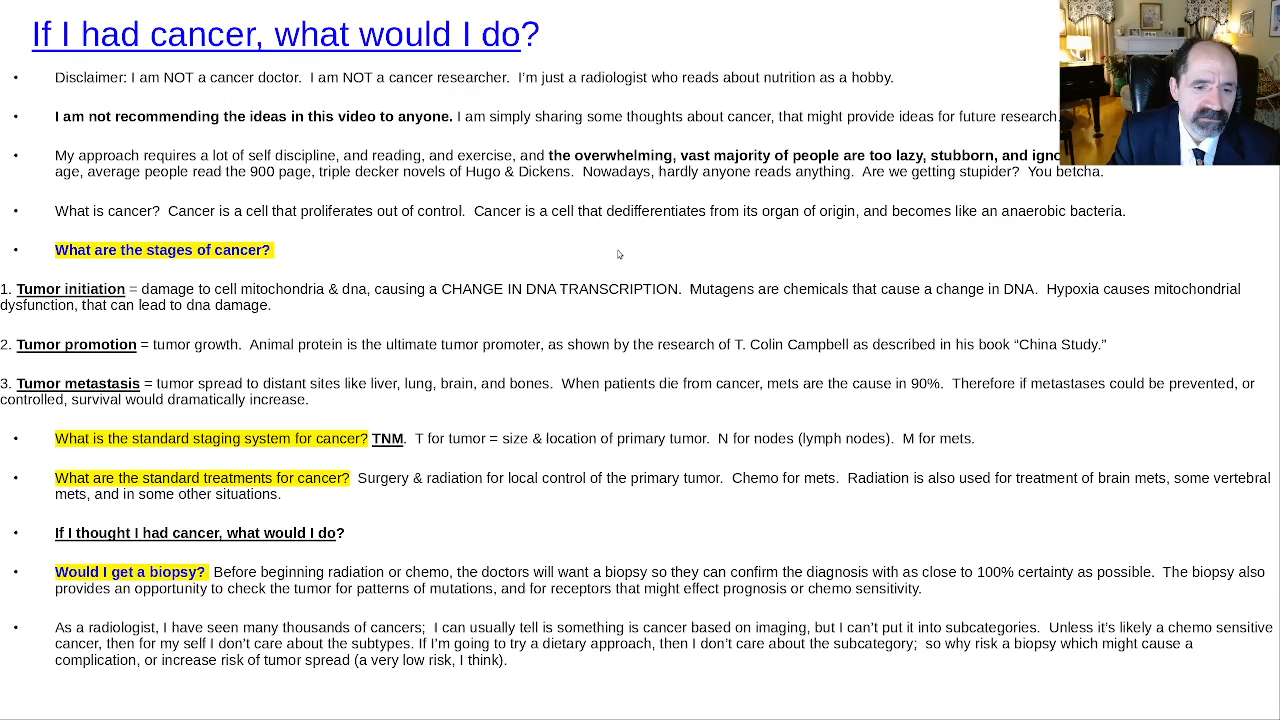 If I had cancer, what would I do?
• Disclaimer: I am NOT a cancer doctor. I am NOT a cancer researcher. I'm just a radiologist who reads about nutrition as a hobby.
• I am not recommending the ideas in this video to anyone. I am simply sharing some thoughts about cancer, that might provide ideas for future research.
• My approach requires a lot of self discipline, and reading, and exercise, and the overwhelming, vast majority of people are too lazy, stubborn, and
age, average people read the 900 page, triple decker novels of Hugo & Dickens. Nowadays, hardly anyone reads anything. Are we getting stupider? You betcha.
• What is cancer? Cancer is a cell that proliferates out of control. Cancer is a cell that dedifferentiates from its organ of origin, and becomes like an anaerobic bacteria.
• What are the stages of cancer?
1. Tumor initiation = damage to cell mitochondria & dna, causing a CHANGE IN DNA TRANSCRIPTION. Mutagens are chemicals that cause a change in DNA. Hypoxia causes mitochondrial
dysfunction, that can lead to dna damage.
2. Tumor promotion = tumor growth. Animal protein is the ultimate tumor promoter, as shown by the research of T. Colin Campbell as described in his book “China Study.”
3. Tumor metastasis = tumor spread to distant sites like liver, lung, brain, and bones. When patients die from cancer, mets are the cause in 90%. Therefore if metastases could be prevented, or
controlled, survival would dramatically increase.
• What is the standard staging system for cancer? TNM. T for tumor = size & location of primary tumor. N for nodes (lymph nodes). M for mets.
• What are the standard treatments for cancer? Surgery & radiation for local control of the primary tumor. Chemo for mets. Radiation is also used for treatment of brain mets, some vertebral
mets, and in some other situations.
• If I thought I had cancer, what would I do?
• Would I get a biopsy? Before beginning radiation or chemo, the doctors will want a biopsy so they can confirm the diagnosis with as close to 100% certainty as possible. The biopsy also
provides an opportunity to check the tumor for patterns of mutations, and for receptors that might effect prognosis or chemo sensitivity.
• As a radiologist, I have seen many thousands of cancers; I can usually tell is something is cancer based on imaging, but I can't put it into subcategories. Unless it's likely a chemo sensitive
cancer, then for my self I don't care about the subtypes. If I'm going to try a dietary approach, then I don't care about the subcategory; so why risk a biopsy which might cause a
complication, or increase risk of tumor spread (a very low risk, I think).